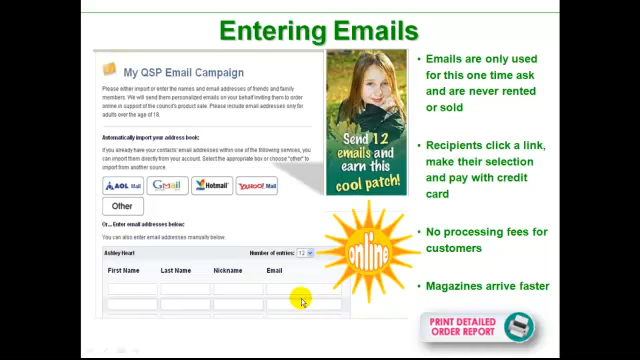 Entering Emails
My QSP Email Campaign
Please either import or enter the names and email addresses of friends and family
members. We will send them personalized emails on your behalf inviting them to order
online in support of the council's product sale. Please include email addresses only for
adults over the age of 18.
Automatically import your address book:
If you already have your contacts' email addresses within one of the following services, you
can import them directly from your account. Select the appropriate box or choose "other" to
import from another source.
AOL Mail
Gmail
Hotmail
YAHOO! Mail
Other
Or... Enter email addresses below:
You can also enter email addresses manually below.
Ashley Heart
Number of entries: 12
First Name Last Name Nickname Email
Send 12
emails and
earn this
cool patch!
online
• Emails are only used
for this one time ask
and are never rented
or sold
• Recipients click a link,
make their selection
and pay with credit
card
• No processing fees for
customers
• Magazines arrive faster
PRINT DETAILED
ORDER REPORT